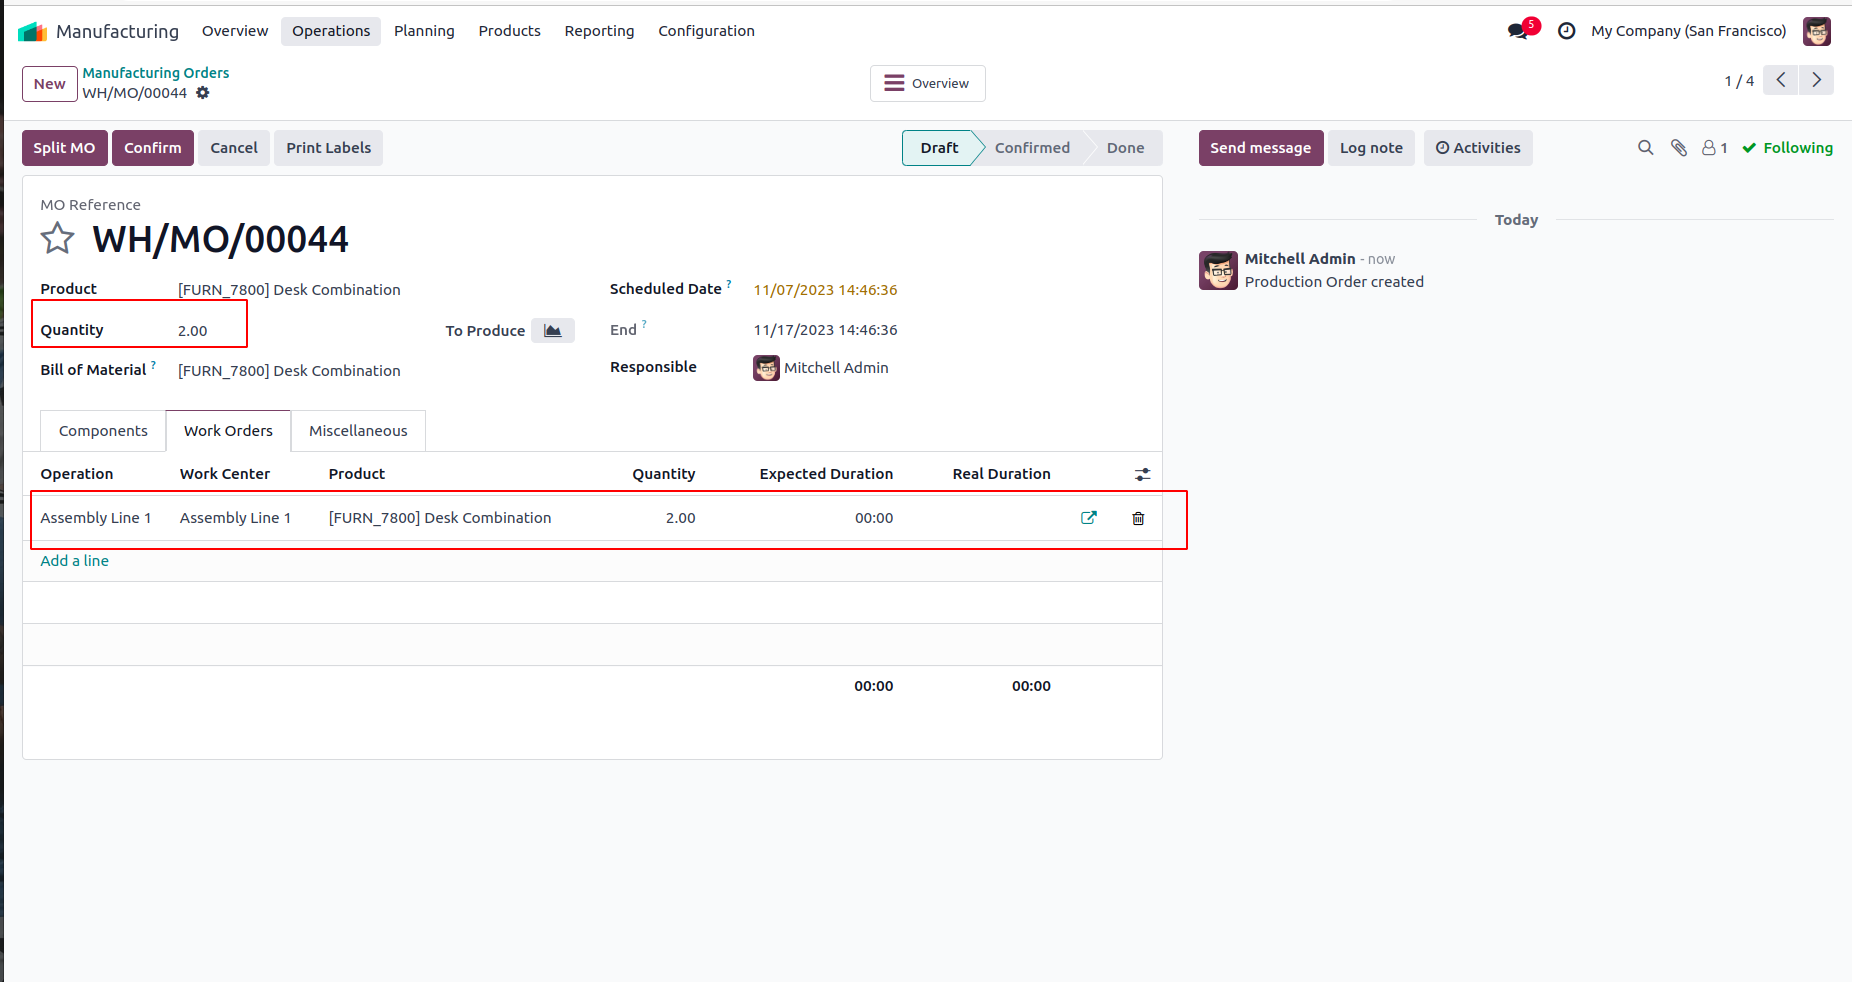 Manufacturing Overview Operations Planning Products Reporting Configuration 5 My Company (San Francisco)
New Manufacturing Orders
WH/MO/00044
Overview
1 / 4
Split MO Confirm Cancel Print Labels Draft Confirmed Done Send message Log note Activities 1 Following
MO Reference
WH/MO/00044
Product [FURN_7800] Desk Combination Scheduled Date ? 11/07/2023 14:46:36
Quantity 2.00 To Produce End ? 11/17/2023 14:46:36
Bill of Material ? [FURN_7800] Desk Combination Responsible Mitchell Admin
Components Work Orders Miscellaneous
Operation Work Center Product Quantity Expected Duration Real Duration
Assembly Line 1 Assembly Line 1 [FURN_7800] Desk Combination 2.00 00:00
Add a line
00:00 00:00
Today
Mitchell Admin - now
Production Order created